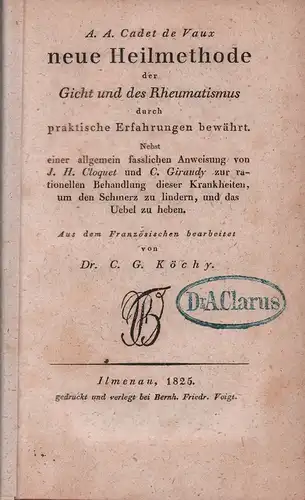 A. A. Cadet de Vaux
neue Heilmethode
der
Gicht und des Rheumatismus
durch
praktische Erfahrungen bewährt.
Nebst
einer allgemein fasslichen Anweisung von
J. H. Cloquet und C. Giraudy zur ra-
tionellen Behandlung dieser Krankheiten,
um den Schmerz zu lindern, und das
Uebel zu heben.
Aus dem Französischen bearbeitet
von
Dr. C. G. Köchy.
Dr A. Clarus
Ilmenau, 1825.
gedruckt und verlegt bei Bernh. Friedr. Voigt.